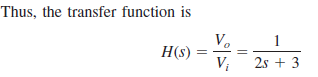 Thus, the transfer function is
H(s) = V_o / V_i = 1 / (2s + 3)